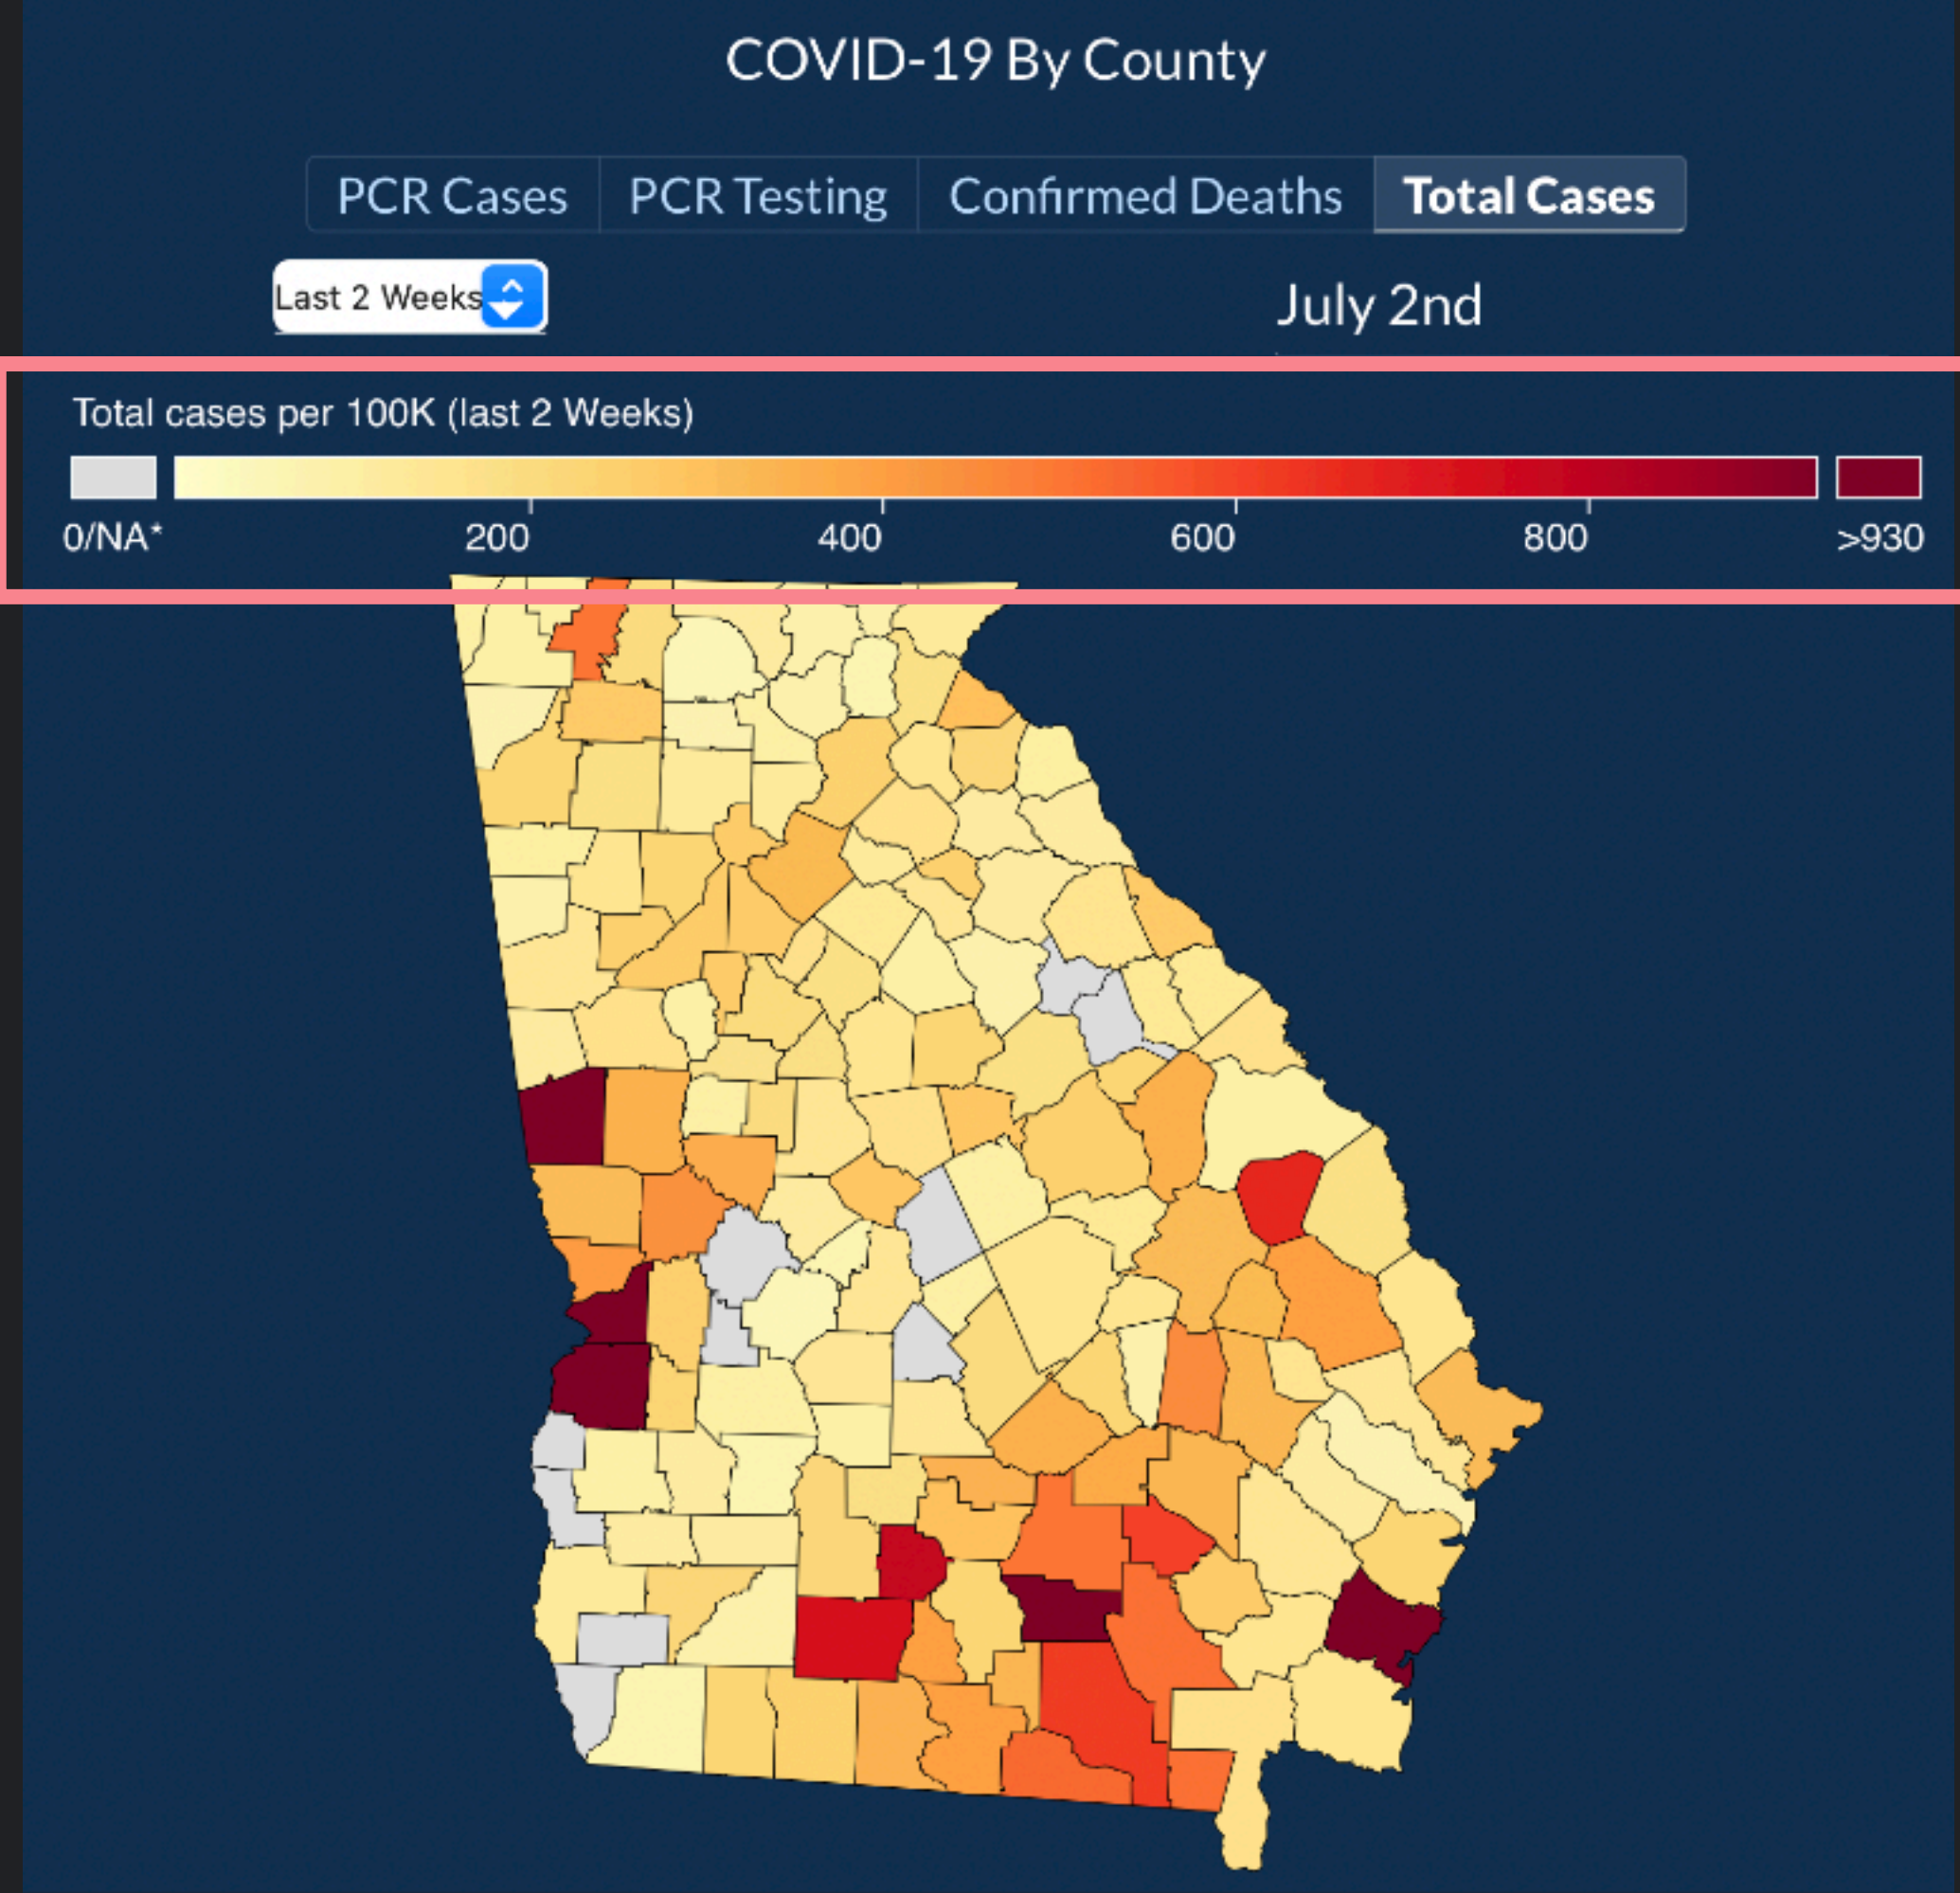 COVID-19 By County
PCR Cases PCR Testing Confirmed Deaths Total Cases
Last 2 Weeks July 2nd
Total cases per 100K (last 2 Weeks)
0/NA* 200 400 600 800 >930